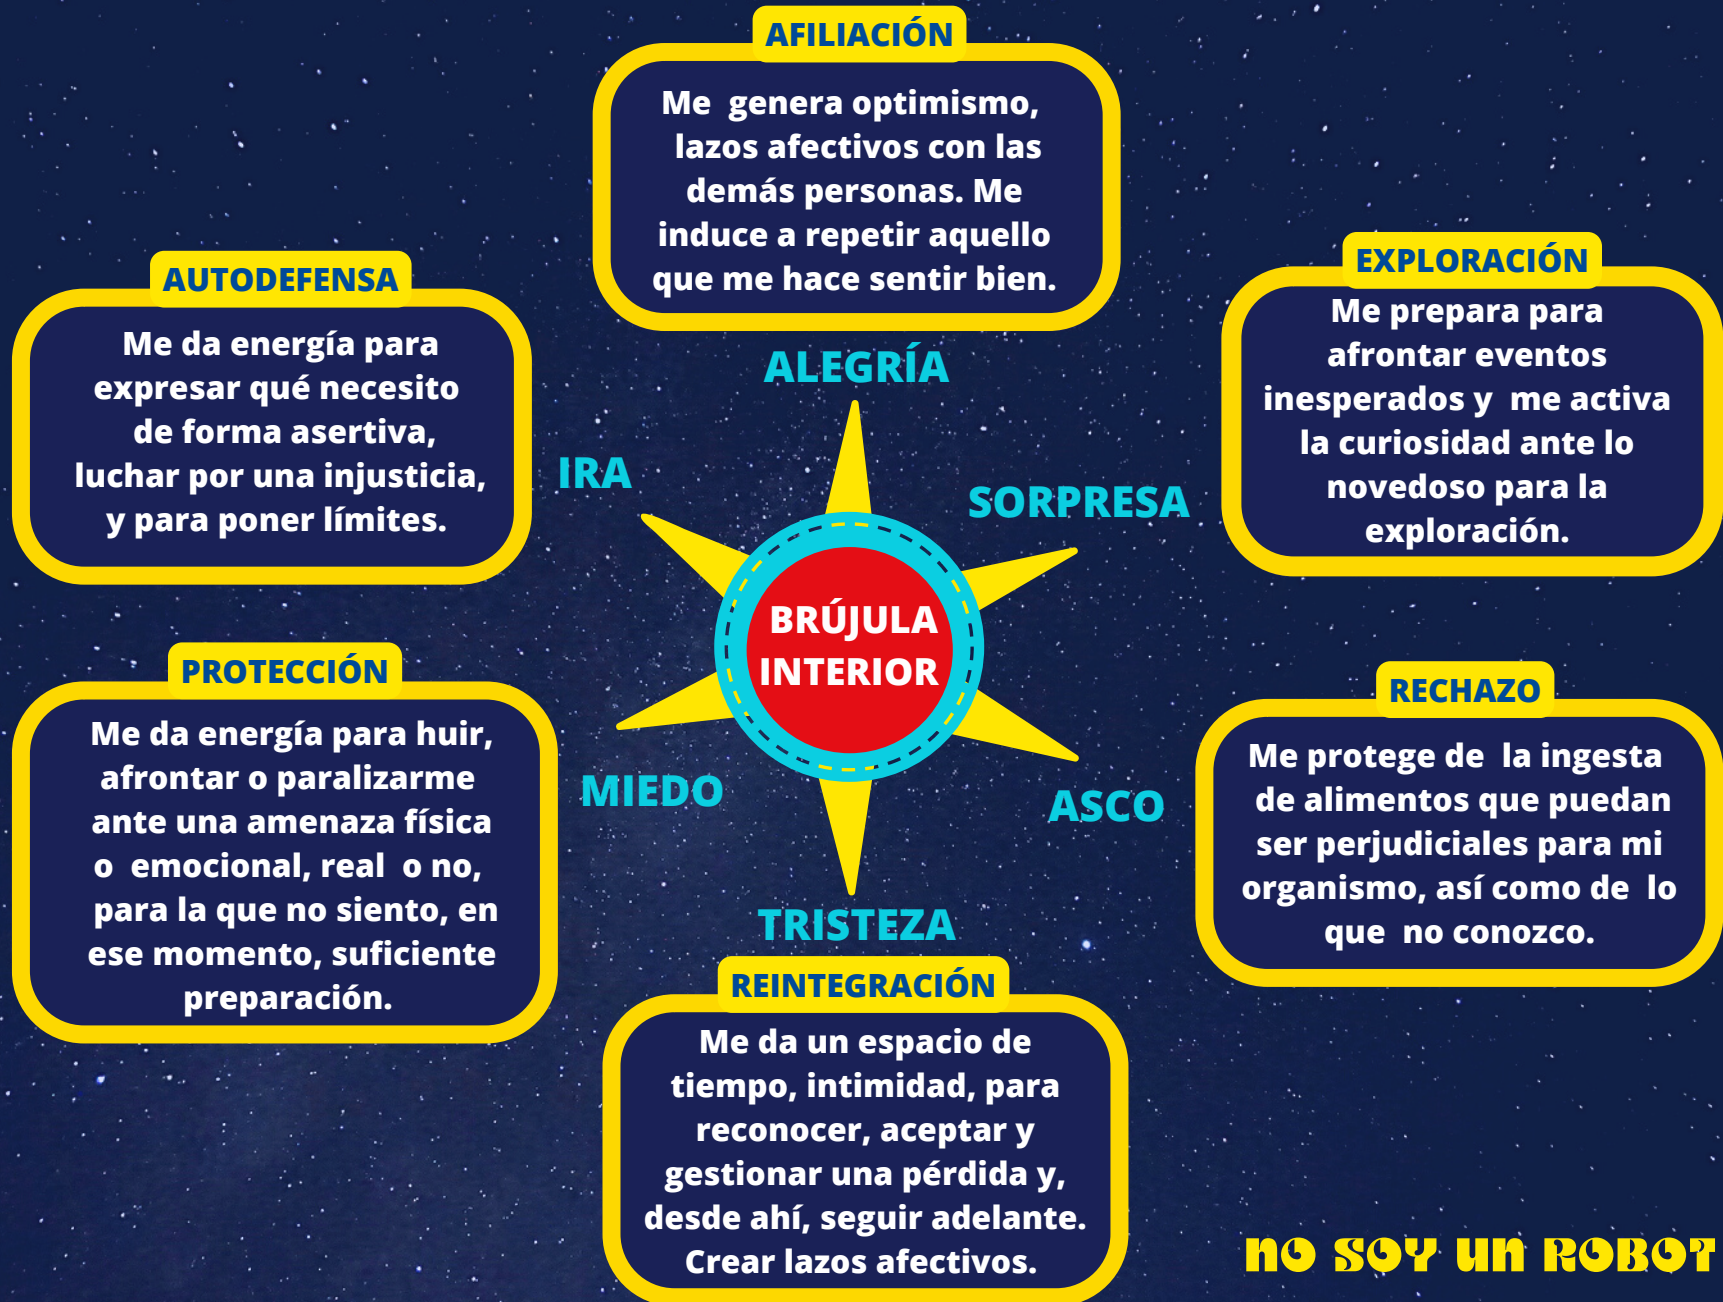 AFILIACIÓN
Me genera optimismo,
lazos afectivos con las
demás personas. Me
induce a repetir aquello
que me hace sentir bien.
ALEGRÍA
AUTODEFENSA
Me da energía para
expresar qué necesito
de forma asertiva,
luchar por una injusticia,
y para poner límites.
IRA
EXPLORACIÓN
Me prepara para
afrontar eventos
inesperados y me activa
la curiosidad ante lo
novedoso para la
exploración.
SORPRESA
BRÚJULA
INTERIOR
PROTECCIÓN
Me da energía para huir,
afrontar o paralizarme
ante una amenaza física
o emocional, real o no,
para la que no siento, en
ese momento, suficiente
preparación.
MIEDO
RECHAZO
Me protege de la ingesta
de alimentos que puedan
ser perjudiciales para mi
organismo, así como de lo
que no conozco.
ASCO
TRISTEZA
REINTEGRACIÓN
Me da un espacio de
tiempo, intimidad, para
reconocer, aceptar y
gestionar una pérdida y,
desde ahí, seguir adelante.
Crear lazos afectivos.
NO SOY UN ROBOT